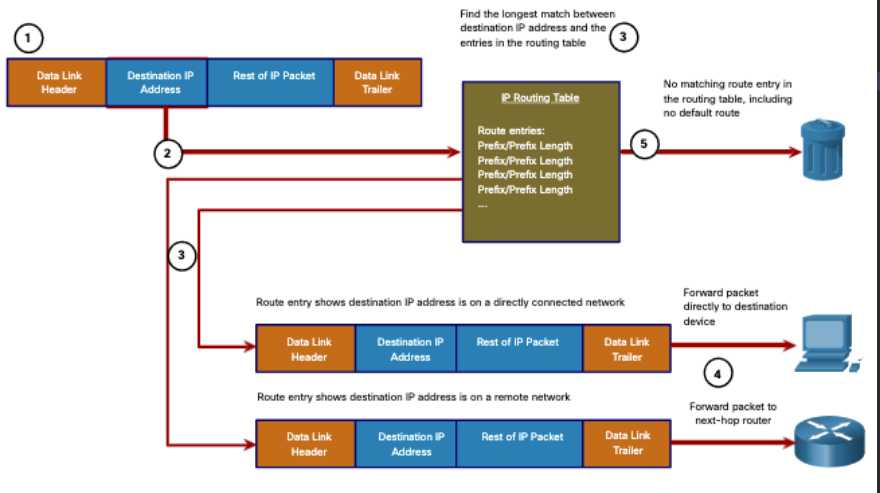 1
Find the longest match between
destination IP address and the
entries in the routing table
3
Data Link
Header
Destination IP
Address
Rest of IP Packet
Data Link
Trailer
2
IP Routing Table
Route entries:
Prefix/Prefix Length
Prefix/Prefix Length
Prefix/Prefix Length
Prefix/Prefix Length
...
5
No matching route entry in
the routing table, including
no default route
3
Route entry shows destination IP address is on a directly connected network
Data Link
Header
Destination IP
Address
Rest of IP Packet
Data Link
Trailer
Forward packet
directly to destination
device
4
Route entry shows destination IP address is on a remote network
Data Link
Header
Destination IP
Address
Rest of IP Packet
Data Link
Trailer
Forward packet to
next-hop router